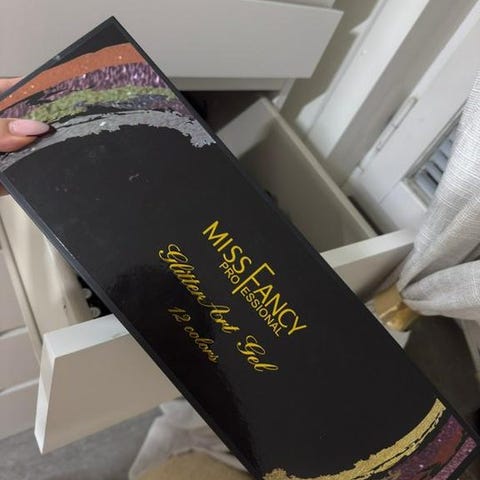 MISS FANCY
PROFESSIONAL
Glitter Art Gel
12 colors